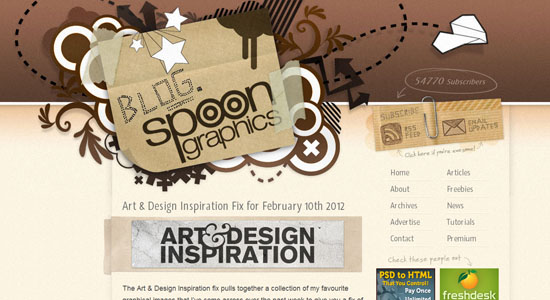 54770 Subscribers
BLOG.
spoon
graphics
SUBSCRIBE
RSS FEED
EMAIL UPDATES
Click here if you're awesome!
Art & Design Inspiration Fix for February 10th 2012
Home Articles
About Freebies
Archives News
Advertise Tutorials
Contact Premium
ART & DESIGN
INSPIRATION
Check these people out
PSD to HTML
That You Control!
Pay Once
Unlimited
freshdesk
The Art & Design Inspiration fix pulls together a collection of my favourite